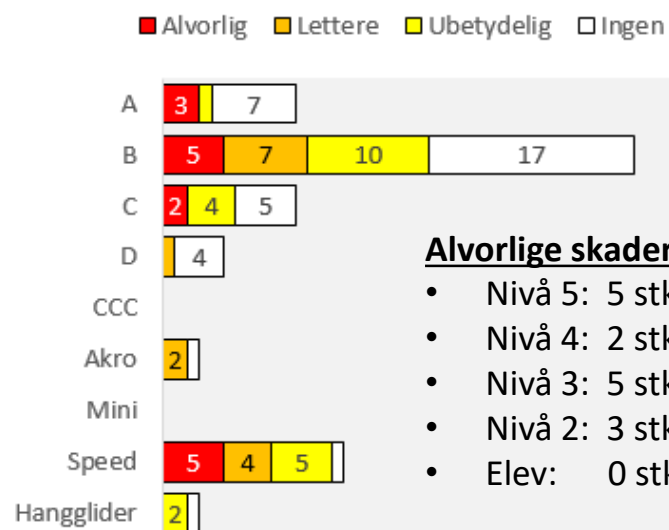 Alvorlig Lettere Ubetydelig Ingen
A 3 7
B 5 7 10 17
C 2 4 5
D 4
CCC
Akro 2
Mini
Speed 5 4 5
Hangglider 2
Alvorlige skader
• Nivå 5: 5 stk
• Nivå 4: 2 stk
• Nivå 3: 5 stk
• Nivå 2: 3 stk
• Elev: 0 stk